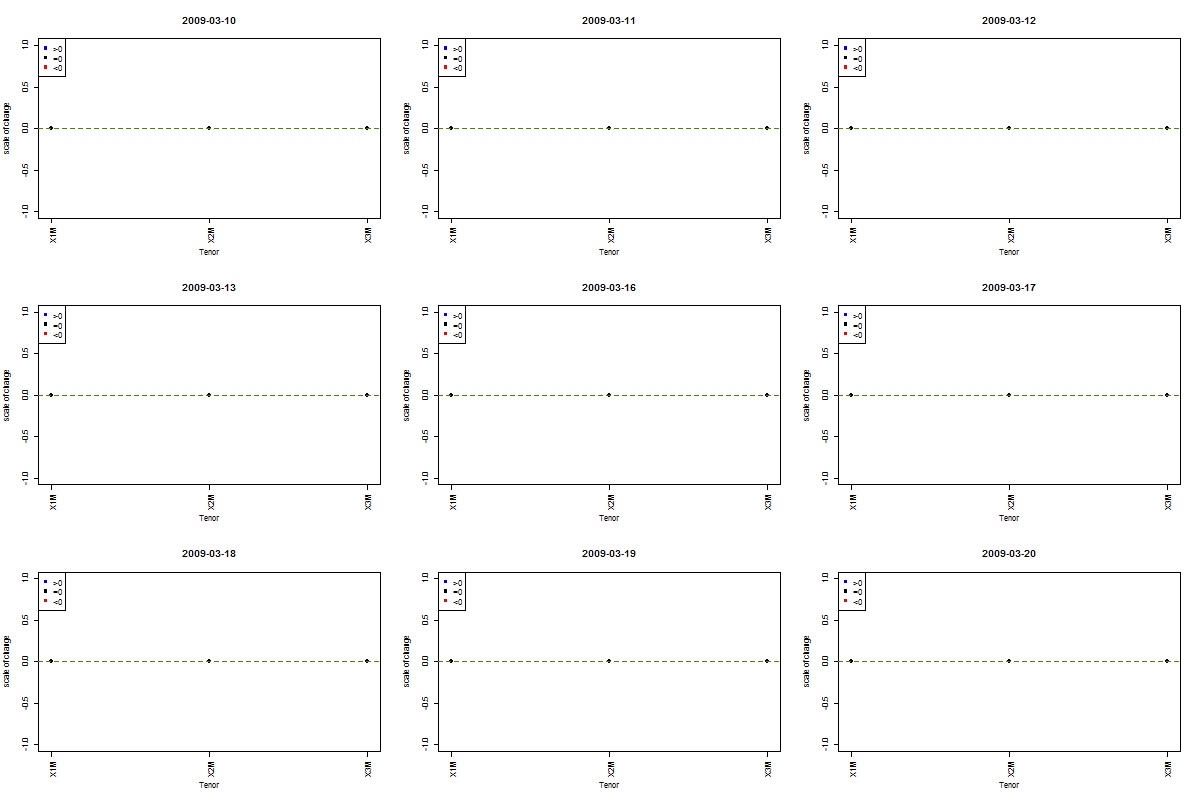 2009-03-10
1.0
0.5
0.0
-0.5
-1.0
scale of change
>0
=0
<0
X1M
X2M
X3M
Tenor
2009-03-11
1.0
0.5
0.0
-0.5
-1.0
scale of change
>0
=0
<0
X1M
X2M
X3M
Tenor
2009-03-12
1.0
0.5
0.0
-0.5
-1.0
scale of change
>0
=0
<0
X1M
X2M
X3M
Tenor
2009-03-13
1.0
0.5
0.0
-0.5
-1.0
scale of change
>0
=0
<0
X1M
X2M
X3M
Tenor
2009-03-16
1.0
0.5
0.0
-0.5
-1.0
scale of change
>0
=0
<0
X1M
X2M
X3M
Tenor
2009-03-17
1.0
0.5
0.0
-0.5
-1.0
scale of change
>0
=0
<0
X1M
X2M
X3M
Tenor
2009-03-18
1.0
0.5
0.0
-0.5
-1.0
scale of change
>0
=0
<0
X1M
X2M
X3M
Tenor
2009-03-19
1.0
0.5
0.0
-0.5
-1.0
scale of change
>0
=0
<0
X1M
X2M
X3M
Tenor
2009-03-20
1.0
0.5
0.0
-0.5
-1.0
scale of change
>0
=0
<0
X1M
X2M
X3M
Tenor